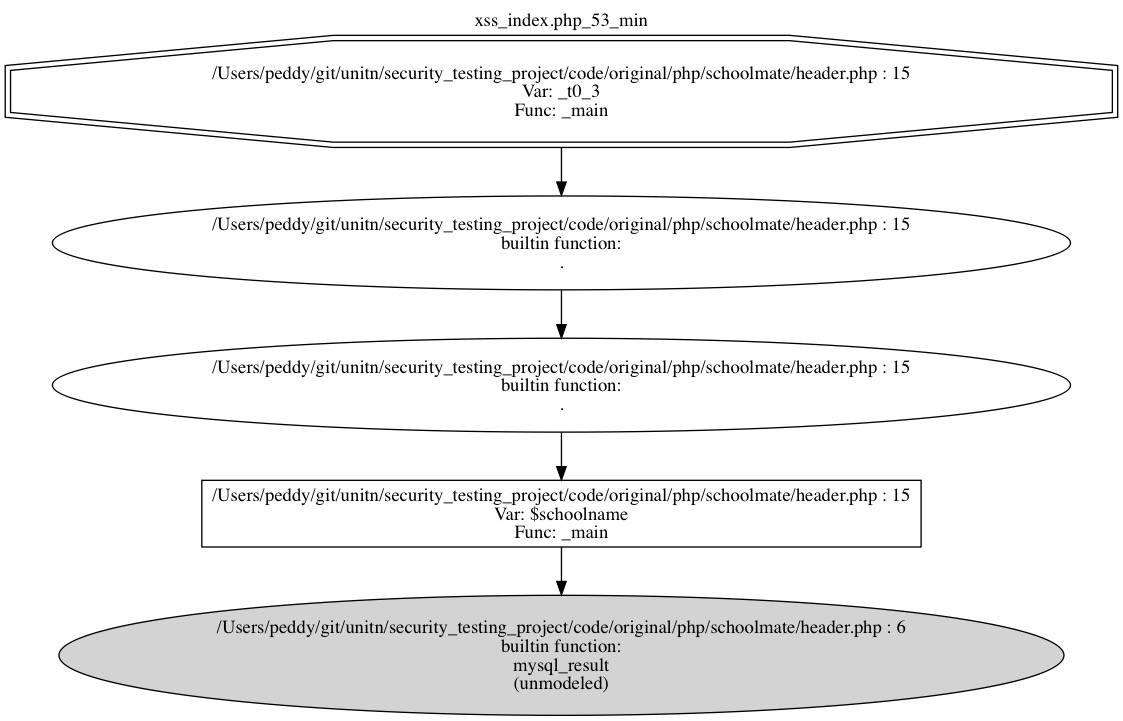 xss_index.php_53_min
/Users/peddy/git/unitn/security_testing_project/code/original/php/schoolmate/header.php : 15
Var: _t0_3
Func: _main
/Users/peddy/git/unitn/security_testing_project/code/original/php/schoolmate/header.php : 15
builtin function:
.
/Users/peddy/git/unitn/security_testing_project/code/original/php/schoolmate/header.php : 15
builtin function:
.
/Users/peddy/git/unitn/security_testing_project/code/original/php/schoolmate/header.php : 15
Var: $schoolname
Func: _main
/Users/peddy/git/unitn/security_testing_project/code/original/php/schoolmate/header.php : 6
builtin function:
mysql_result
(unmodeled)